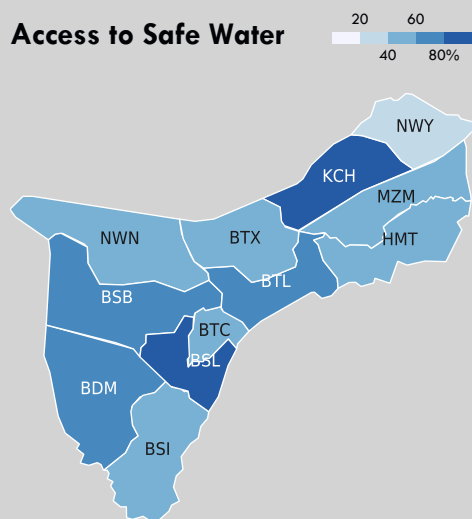 Access to Safe Water
20 60
40 80%
NWY
KCH
MZM
NWN
BTX
HMT
BTL
BSB
BTC
BSL
BDM
BSI